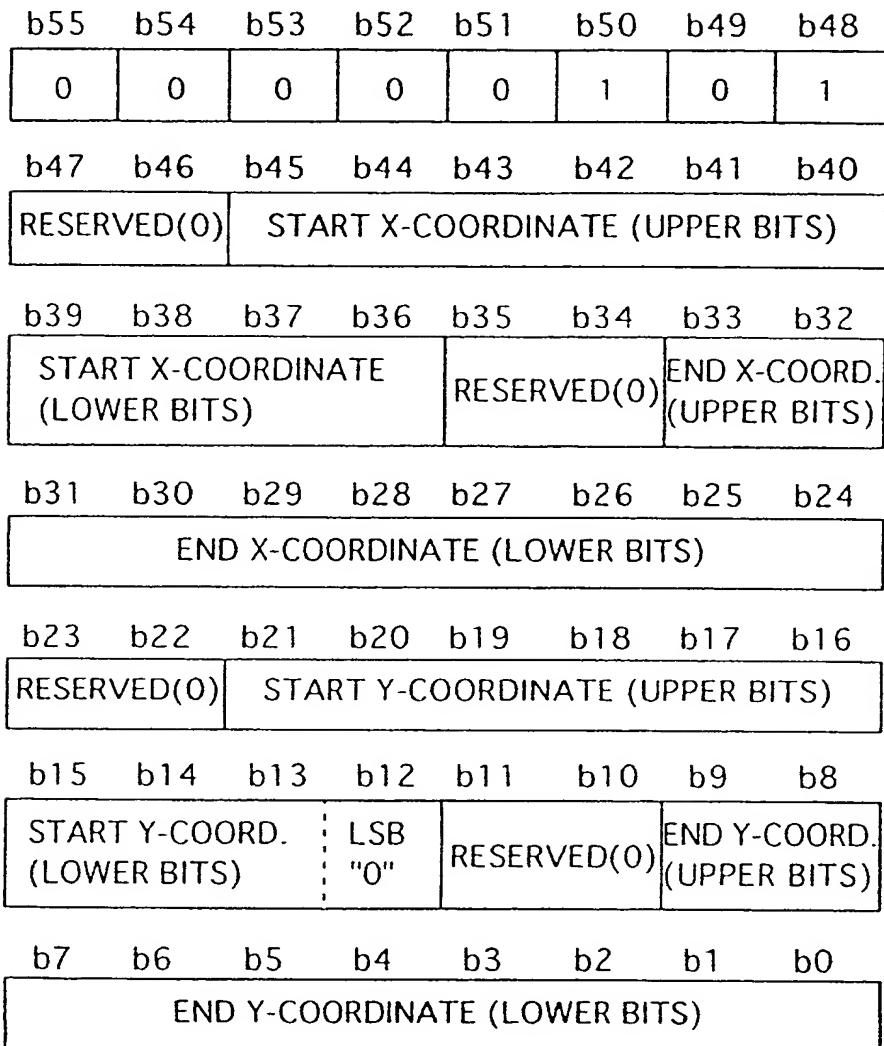 b55 b54 b53 b52 b51 b50 b49 b48
0 0 0 0 0 1 0 1
b47 b46 b45 b44 b43 b42 b41 b40
RESERVED(0) START X-COORDINATE (UPPER BITS)
b39 b38 b37 b36 b35 b34 b33 b32
START X-COORDINATE
(LOWER BITS)
RESERVED(0)
END X-COORD.
(UPPER BITS)
b31 b30 b29 b28 b27 b26 b25 b24
END X-COORDINATE (LOWER BITS)
b23 b22 b21 b20 b19 b18 b17 b16
RESERVED(0) START Y-COORDINATE (UPPER BITS)
b15 b14 b13 b12 b11 b10 b9 b8
START Y-COORD.
(LOWER BITS)
LSB
"0"
RESERVED(0)
END Y-COORD.
(UPPER BITS)
b7 b6 b5 b4 b3 b2 b1 b0
END Y-COORDINATE (LOWER BITS)